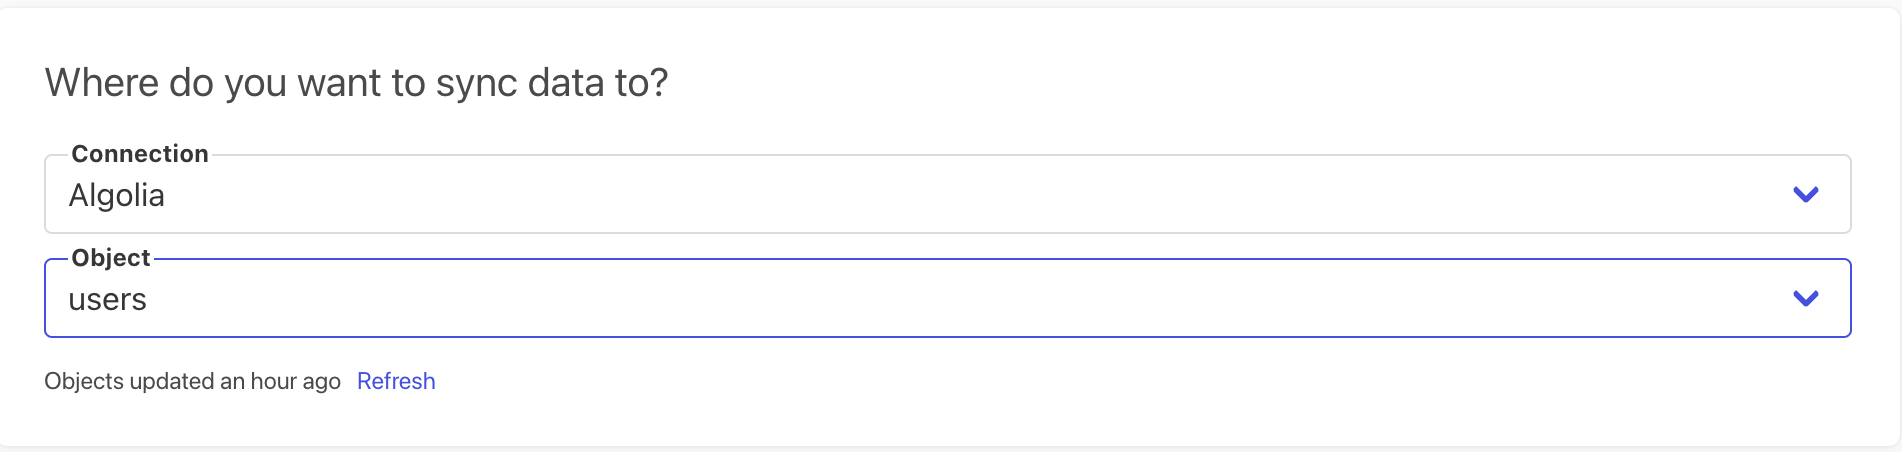 Where do you want to sync data to?
Connection
Algolia
Object
users
Objects updated an hour ago Refresh